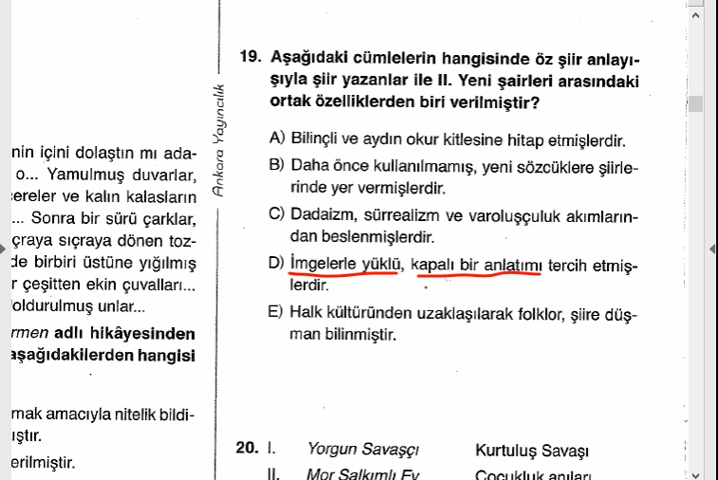 nin içini dolaştın mı ada-
o... Yamulmuş duvarlar,
ereler ve kalın kalasların
... Sonra bir sürü çarklar,
çraya sıçraya dönen toz-
de birbiri üstüne yığılmış
r çeşitten ekin çuvalları...
oldurulmuş unlar...
rmen adlı hikâyesinden
aşağıdakilerden hangisi
mak amacıyla nitelik bildi-
ıştır.
erilmiştir.
Ankara Yayıncılık
19. Aşağıdaki cümlelerin hangisinde öz şiir anlayı-
şıyla şiir yazanlar ile II. Yeni şairleri arasındaki
ortak özelliklerden biri verilmiştir?
A) Bilinçli ve aydın okur kitlesine hitap etmişlerdir.
B) Daha önce kullanılmamış, yeni sözcüklere şiirle-
rinde yer vermişlerdir.
C) Dadaizm, sürrealizm ve varoluşçuluk akımların-
dan beslenmişlerdir.
D) İmgelerle yüklü, kapalı bir anlatımı tercih etmiş-
lerdir.
E) Halk kültüründen uzaklaşılarak folklor, şiire düş-
man bilinmiştir.
20. I. Yorgun Savaşçı Kurtuluş Savaşı
II. Mor Salkımlı Ev Çocukluk anıları